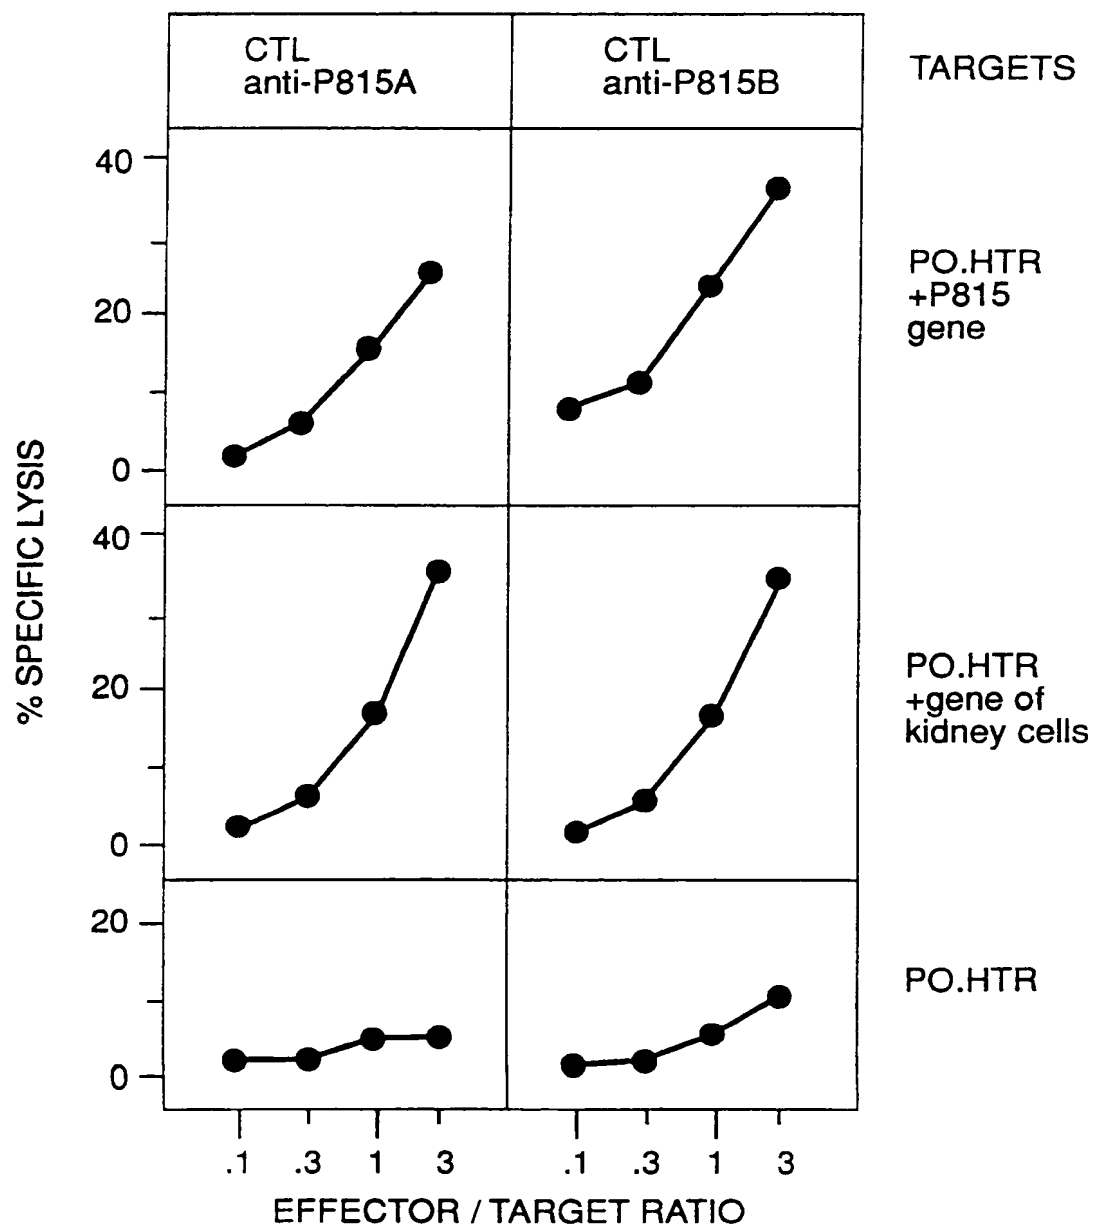 CTL
anti-P815A
CTL
anti-P815B
TARGETS
40
20
0
PO.HTR
+P815
gene
% SPECIFIC LYSIS
40
20
0
PO.HTR
+gene of
kidney cells
20
0
PO.HTR
.1 .3 1 3 .1 .3 1 3
EFFECTOR / TARGET RATIO